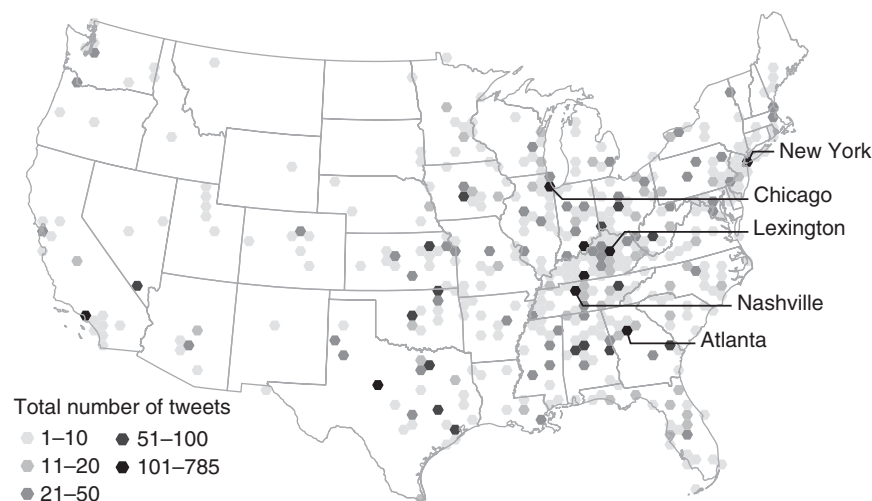 New York
Chicago
Lexington
Nashville
Atlanta
Total number of tweets
1–10
51–100
11–20
101–785
21–50